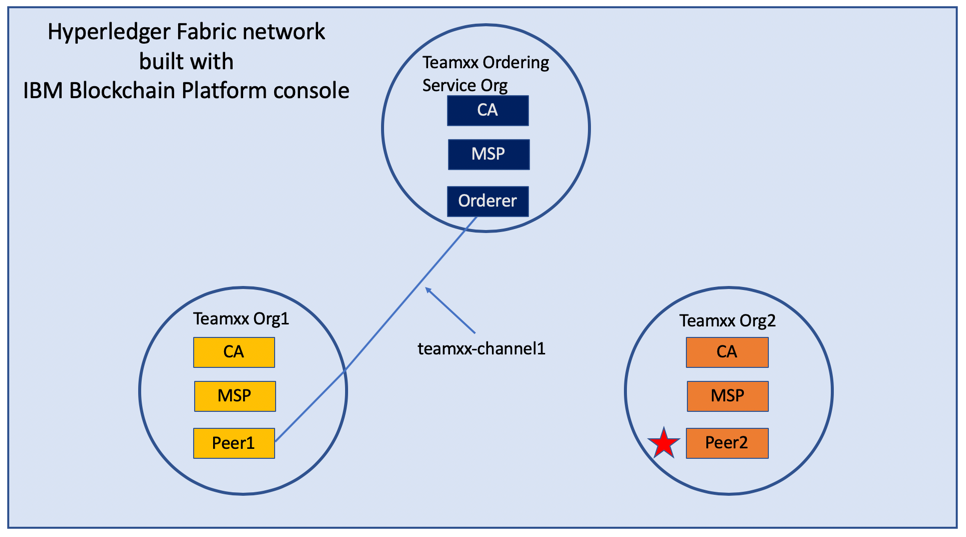 Hyperledger Fabric network
built with
IBM Blockchain Platform console
Teamxx Ordering
Service Org
CA
MSP
Orderer
teamxx-channel1
Teamxx Org1
CA
MSP
Peer1
Teamxx Org2
CA
MSP
Peer2